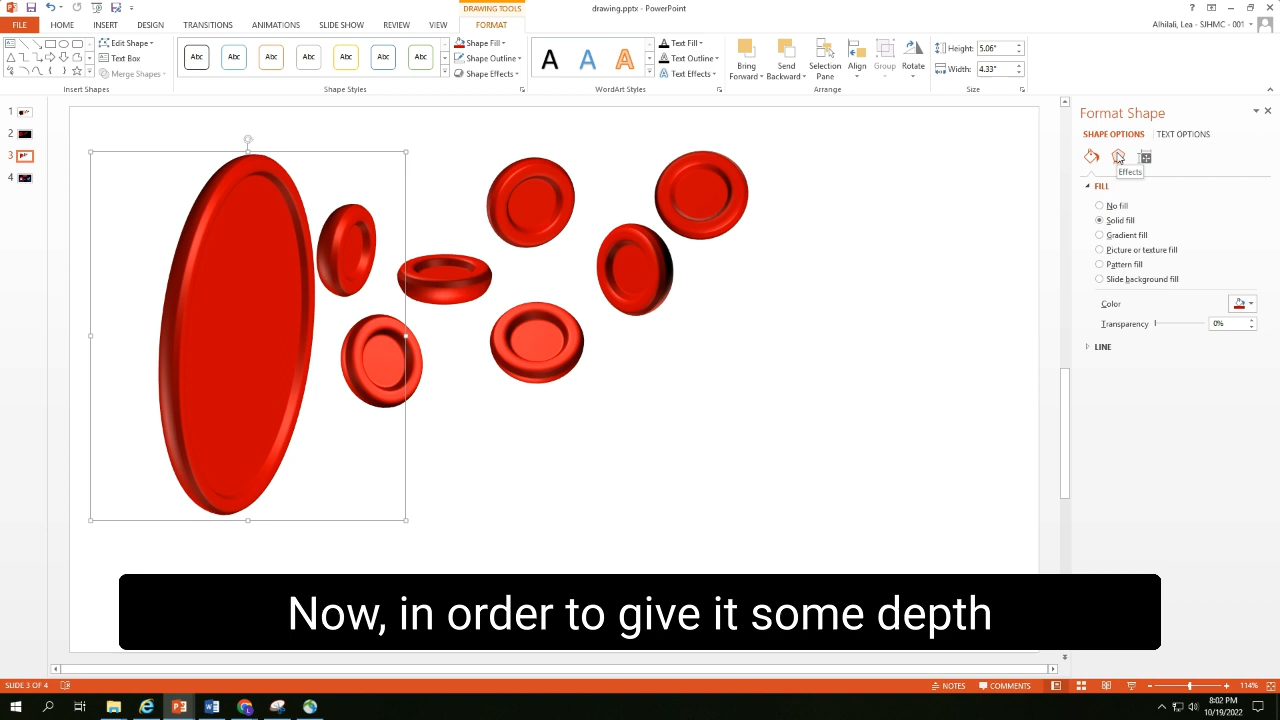 drawing.pptx - PowerPoint
DRAWING TOOLS
FILE HOME INSERT DESIGN TRANSITIONS ANIMATIONS SLIDE SHOW REVIEW VIEW FORMAT
Alhilali, Lea - SJHMC - 001
Edit Shape
Text Box
Merge Shapes
Insert Shapes
Abc Abc Abc Abc Abc Abc
Shape Fill
Shape Outline
Shape Effects
Shape Styles
A A A
Text Fill
Text Outline
Text Effects
WordArt Styles
Bring Forward
Send Backward
Selection Pane
Align
Group
Rotate
Arrange
Height: 5.06"
Width: 4.33"
Size
1
2
3
4
Format Shape
SHAPE OPTIONS TEXT OPTIONS
Effects
FILL
No fill
Solid fill
Gradient fill
Picture or texture fill
Pattern fill
Slide background fill
Color
Transparency 0%
LINE
Now, in order to give it some depth
SLIDE 3 OF 4
NOTES COMMENTS 114%
8:02 PM
10/19/2022